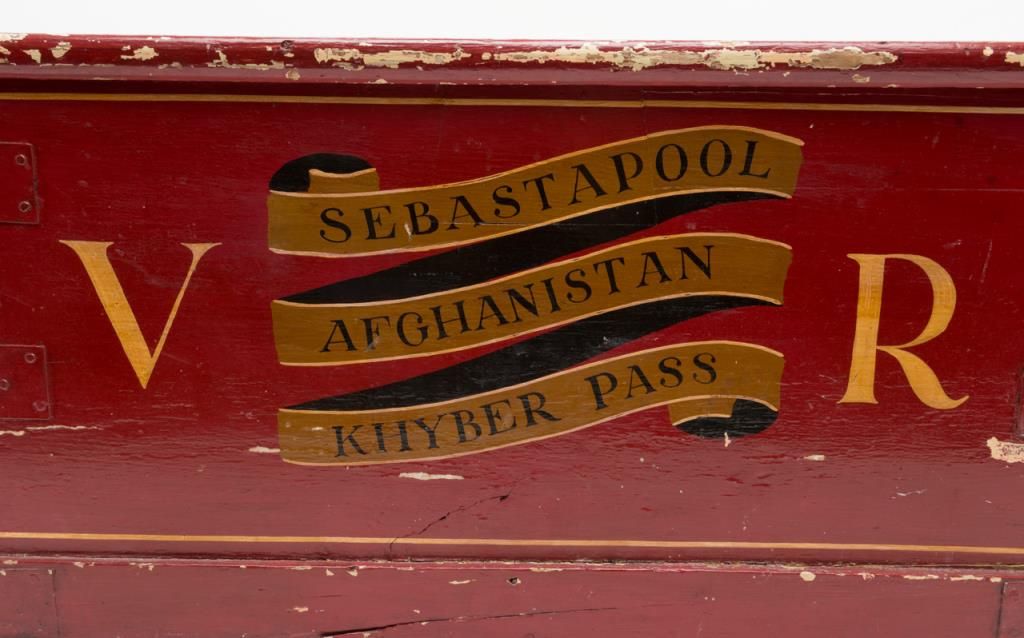 V R
SEBASTAPOOL
AFGHANISTAN
KHYBER PASS